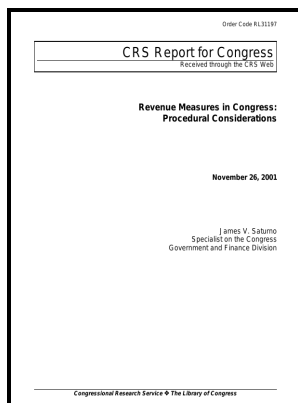 Order Code RL31197
CRS Report for Congress
Received through the CRS Web
Revenue Measures in Congress:
Procedural Considerations
November 26, 2001
James V. Saturno
Specialist on the Congress
Government and Finance Division
Congressional Research Service ❖ The Library of Congress